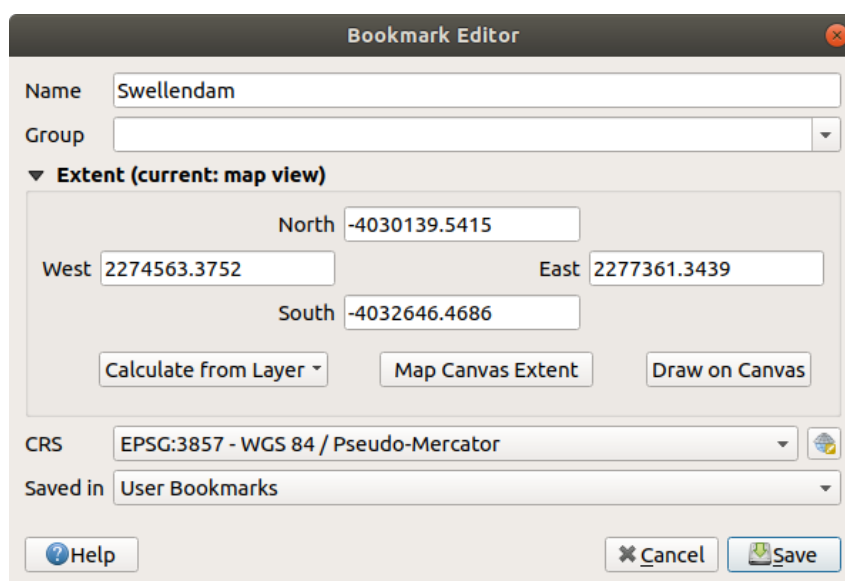 Bookmark Editor
Name Swellendam
Group
Extent (current: map view)
North -4030139.5415
West 2274563.3752 East 2277361.3439
South -4032646.4686
Calculate from Layer Map Canvas Extent Draw on Canvas
CRS EPSG:3857 - WGS 84 / Pseudo-Mercator
Saved in User Bookmarks
Help Cancel Save